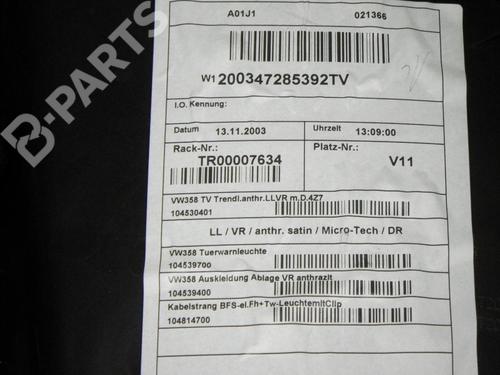 B-PARTS
A01J1 021366
W1 200347285392TV
I.O. Kennung:
Datum 13.11.2003 Uhrzeit 13:09:00
Rack-Nr.: Platz-Nr.:
TR00007634 V11
VW358 TV Trendl.anthr.LLVR m.D.4Z7
104530401
LL / VR / anthr. satin / Micro-Tech / DR
VW358 Tuerwarnleuchte
104539700
VW358 Auskleidung Ablage VR anthrazit
104539400
Kabelstrang BFS-el.Fh+Tw-LeuchtemitClip
104814700